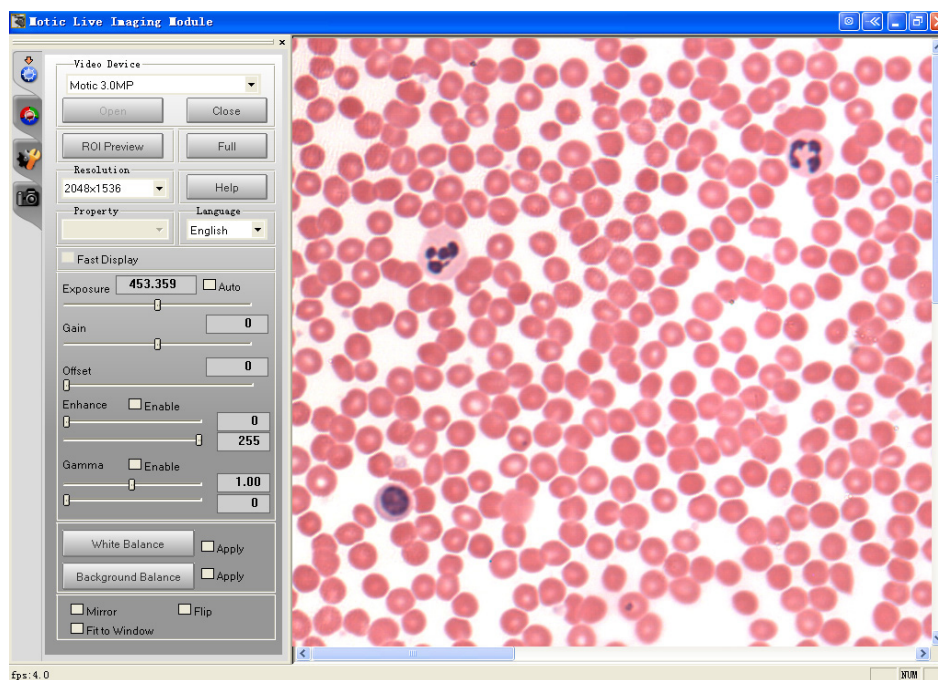 Motic Live Imaging Module
Video Device
Motic 3.0MP
Open Close
ROI Preview Full
Resolution
2048x1536 Help
Property Language
English
Fast Display
Exposure 453.359 Auto
Gain 0
Offset 0
Enhance Enable
0
255
Gamma Enable
1.00
0
White Balance Apply
Background Balance Apply
Mirror Flip
Fit to Window
fps:4.0 NUM